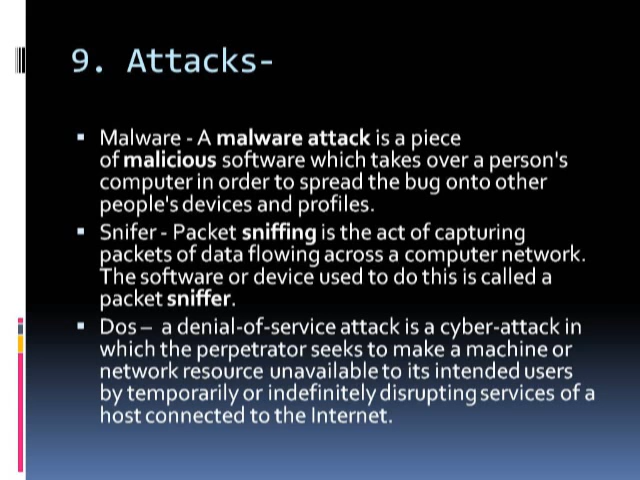 9. Attacks-
Malware - A malware attack is a piece
of malicious software which takes over a person's
computer in order to spread the bug onto other
people's devices and profiles.
Snifer - Packet sniffing is the act of capturing
packets of data flowing across a computer network.
The software or device used to do this is called a
packet sniffer.
Dos – a denial-of-service attack is a cyber-attack in
which the perpetrator seeks to make a machine or
network resource unavailable to its intended users
by temporarily or indefinitely disrupting services of a
host connected to the Internet.